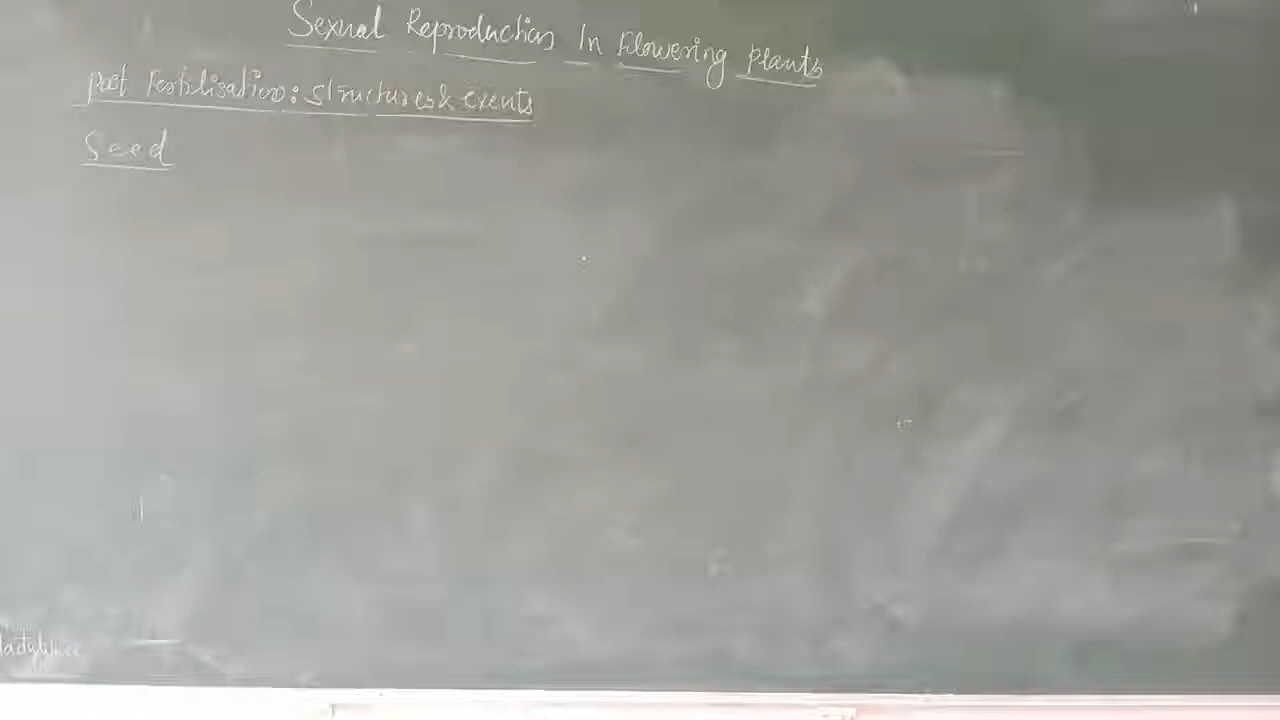 Sexual Reproduction In Flowering Plants
Post Fertilisation: Structures & Events
Seed